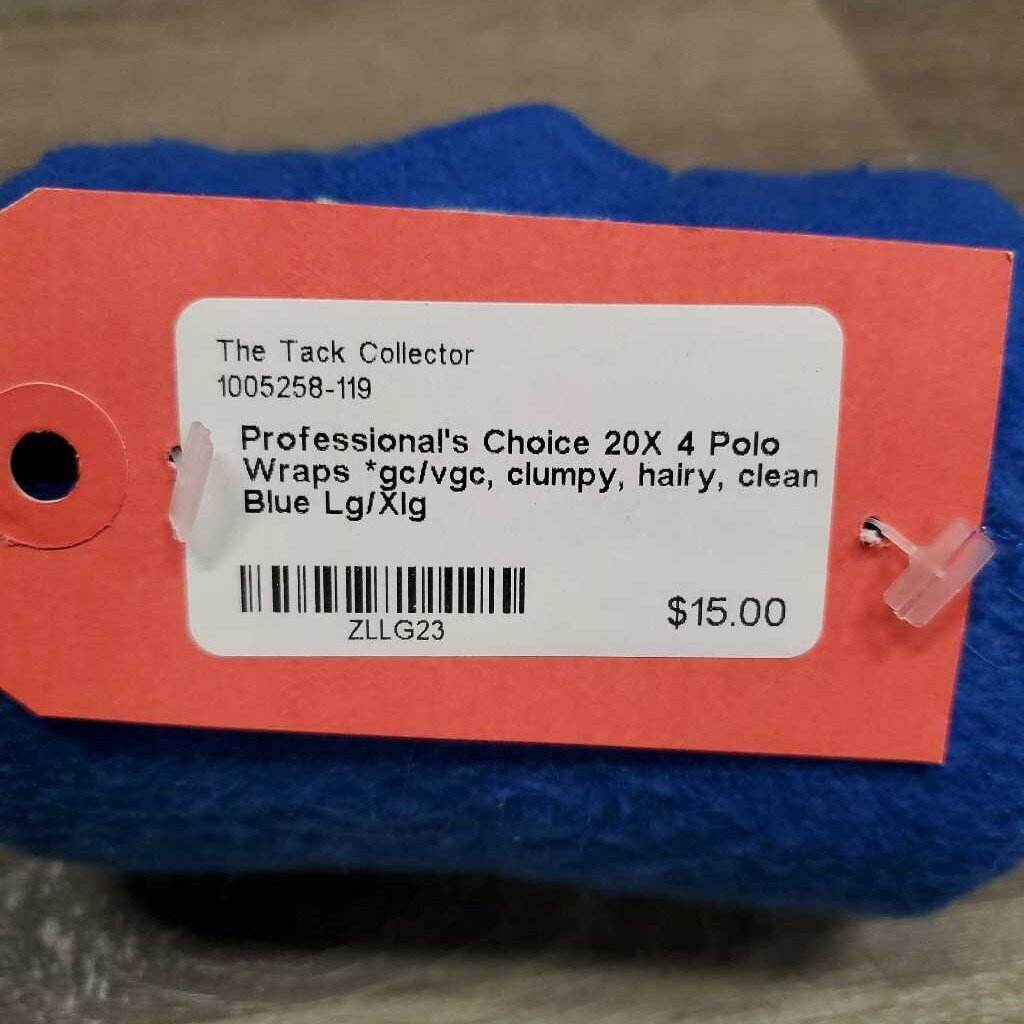 The Tack Collector
1005258-119
Professional's Choice 20X 4 Polo
Wraps *gc/vgc, clumpy, hairy, clean
Blue Lg/Xlg
ZLLG23
$15.00